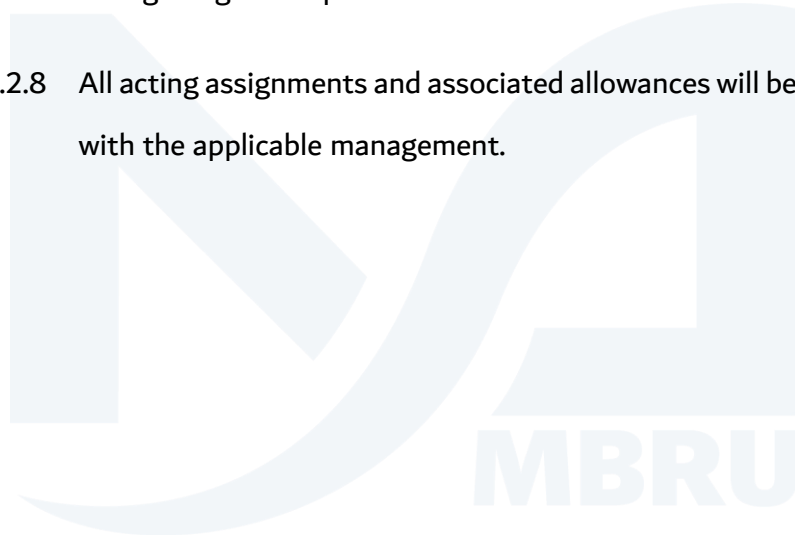 .2.8 All acting assignments and associated allowances will be
with the applicable management.
MBRU